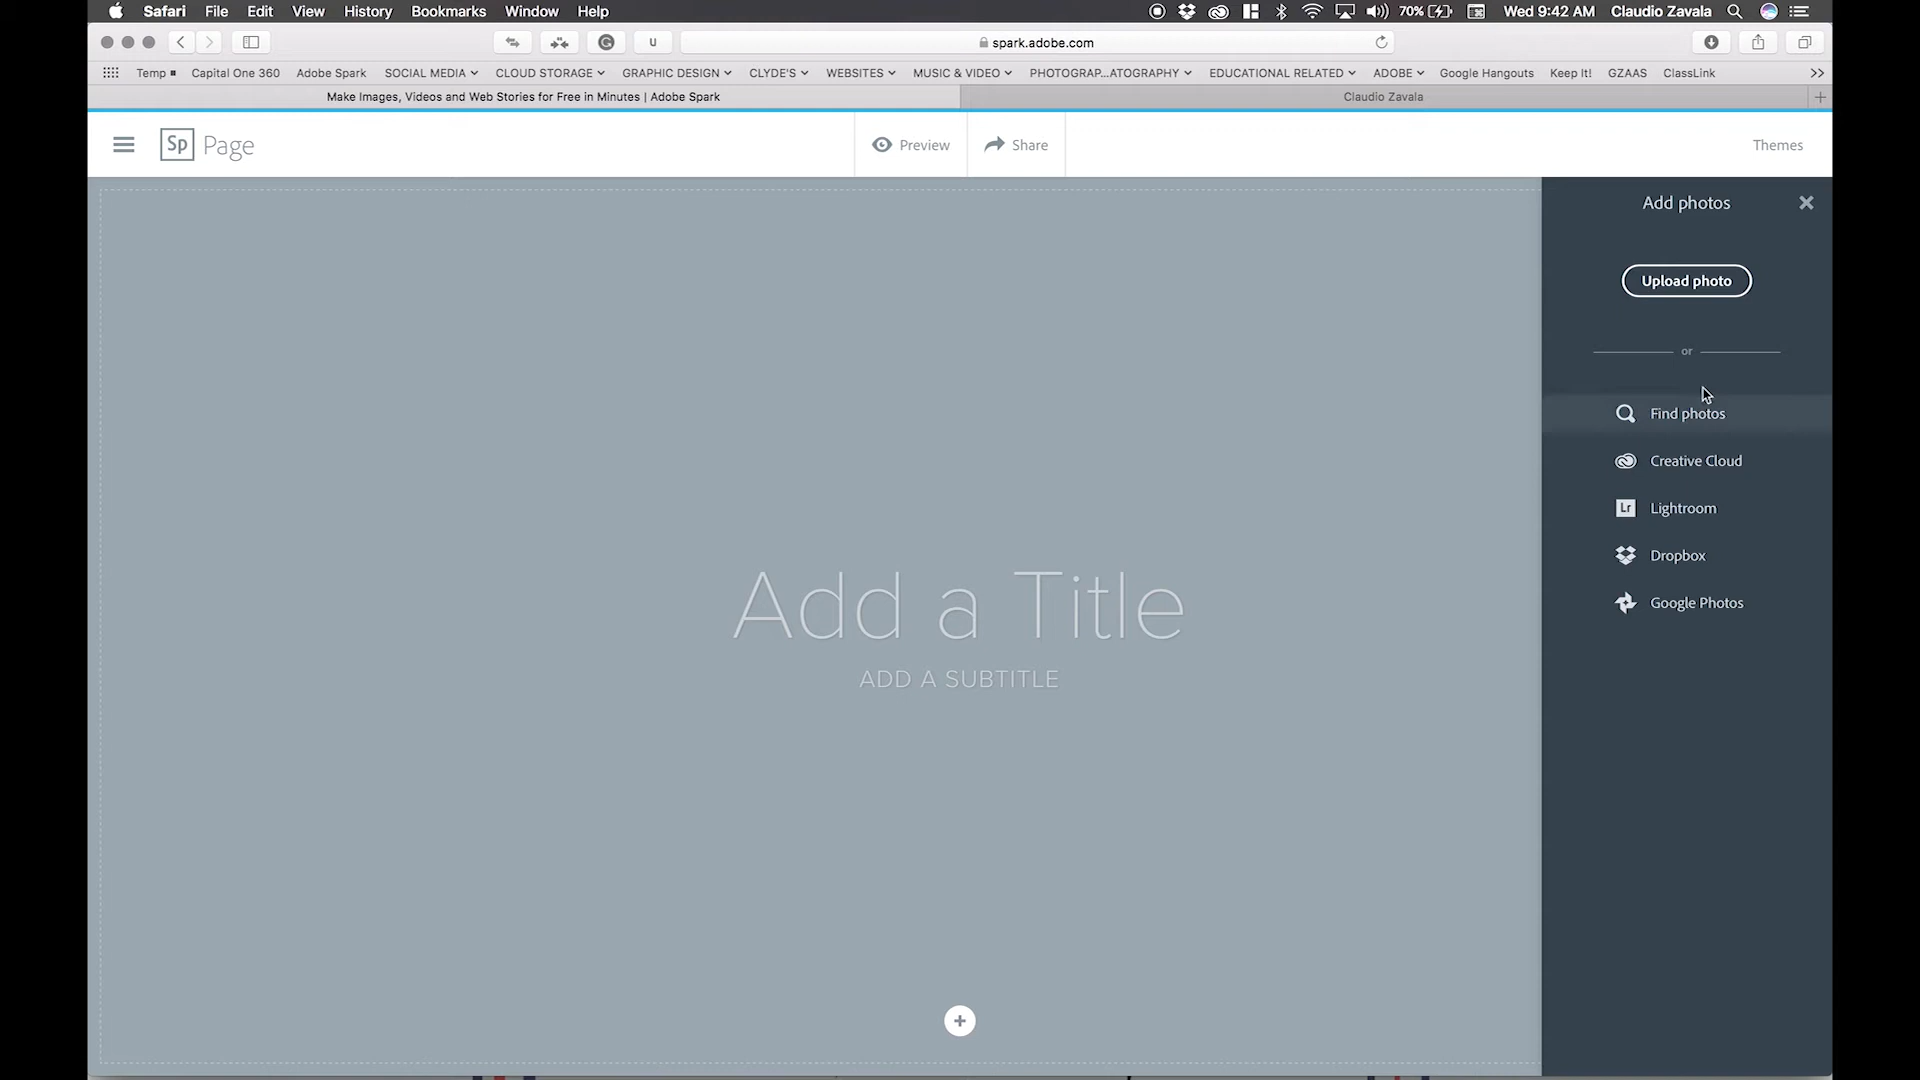 Safari File Edit View History Bookmarks Window Help 70% Wed 9:42 AM Claudio Zavala
U spark.adobe.com
Temp Capital One 360 Adobe Spark SOCIAL MEDIA CLOUD STORAGE GRAPHIC DESIGN CLYDE'S WEBSITES MUSIC & VIDEO PHOTOGRAP...ATOGRAPHY EDUCATIONAL RELATED ADOBE Google Hangouts Keep It! GZAAS ClassLink
Make Images, Videos and Web Stories for Free in Minutes | Adobe Spark Claudio Zavala
Sp Page Preview Share Themes
Add photos
Upload photo
or
Find photos
Creative Cloud
Lr Lightroom
Dropbox
Google Photos
Add a Title
ADD A SUBTITLE